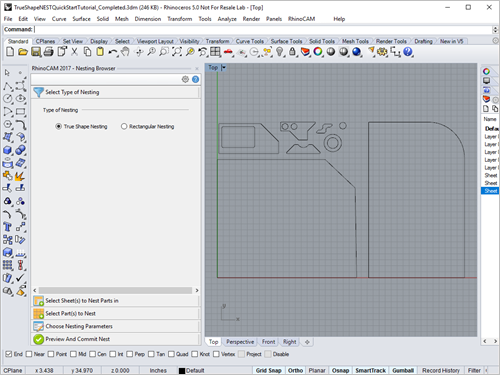 TrueShapeNESTQuickStartTutorial_Completed.3dm (246 KB) - Rhinoceros 5.0 Not For Resale Lab - [Top]
File Edit View Curve Surface Solid Mesh Dimension Transform Tools Analyze Render Panels RhinoCAM Help
Command:
Standard CPlanes Set View Display Select Viewport Layout Visibility Transform Curve Tools Surface Tools Solid Tools Mesh Tools Render Tools Drafting New in V5
RhinoCAM 2017 - Nesting Browser
Select Type of Nesting
Type of Nesting
True Shape Nesting Rectangular Nesting
Select Sheet(s) to Nest Parts in
Select Part(s) to Nest
Choose Nesting Parameters
Preview And Commit Nest
Top
Top Perspective Front Right
Name
Defau
Layer
Layer
Layer
Layer
Layer
Sheet
Sheet
Sheet
End Near Point Mid Cen Int Perp Tan Quad Knot Vertex Project Disable
CPlane x 3.438 y 34.970 z 0.000 Inches Default Grid Snap Ortho Planar Osnap SmartTrack Gumball Record History Filter